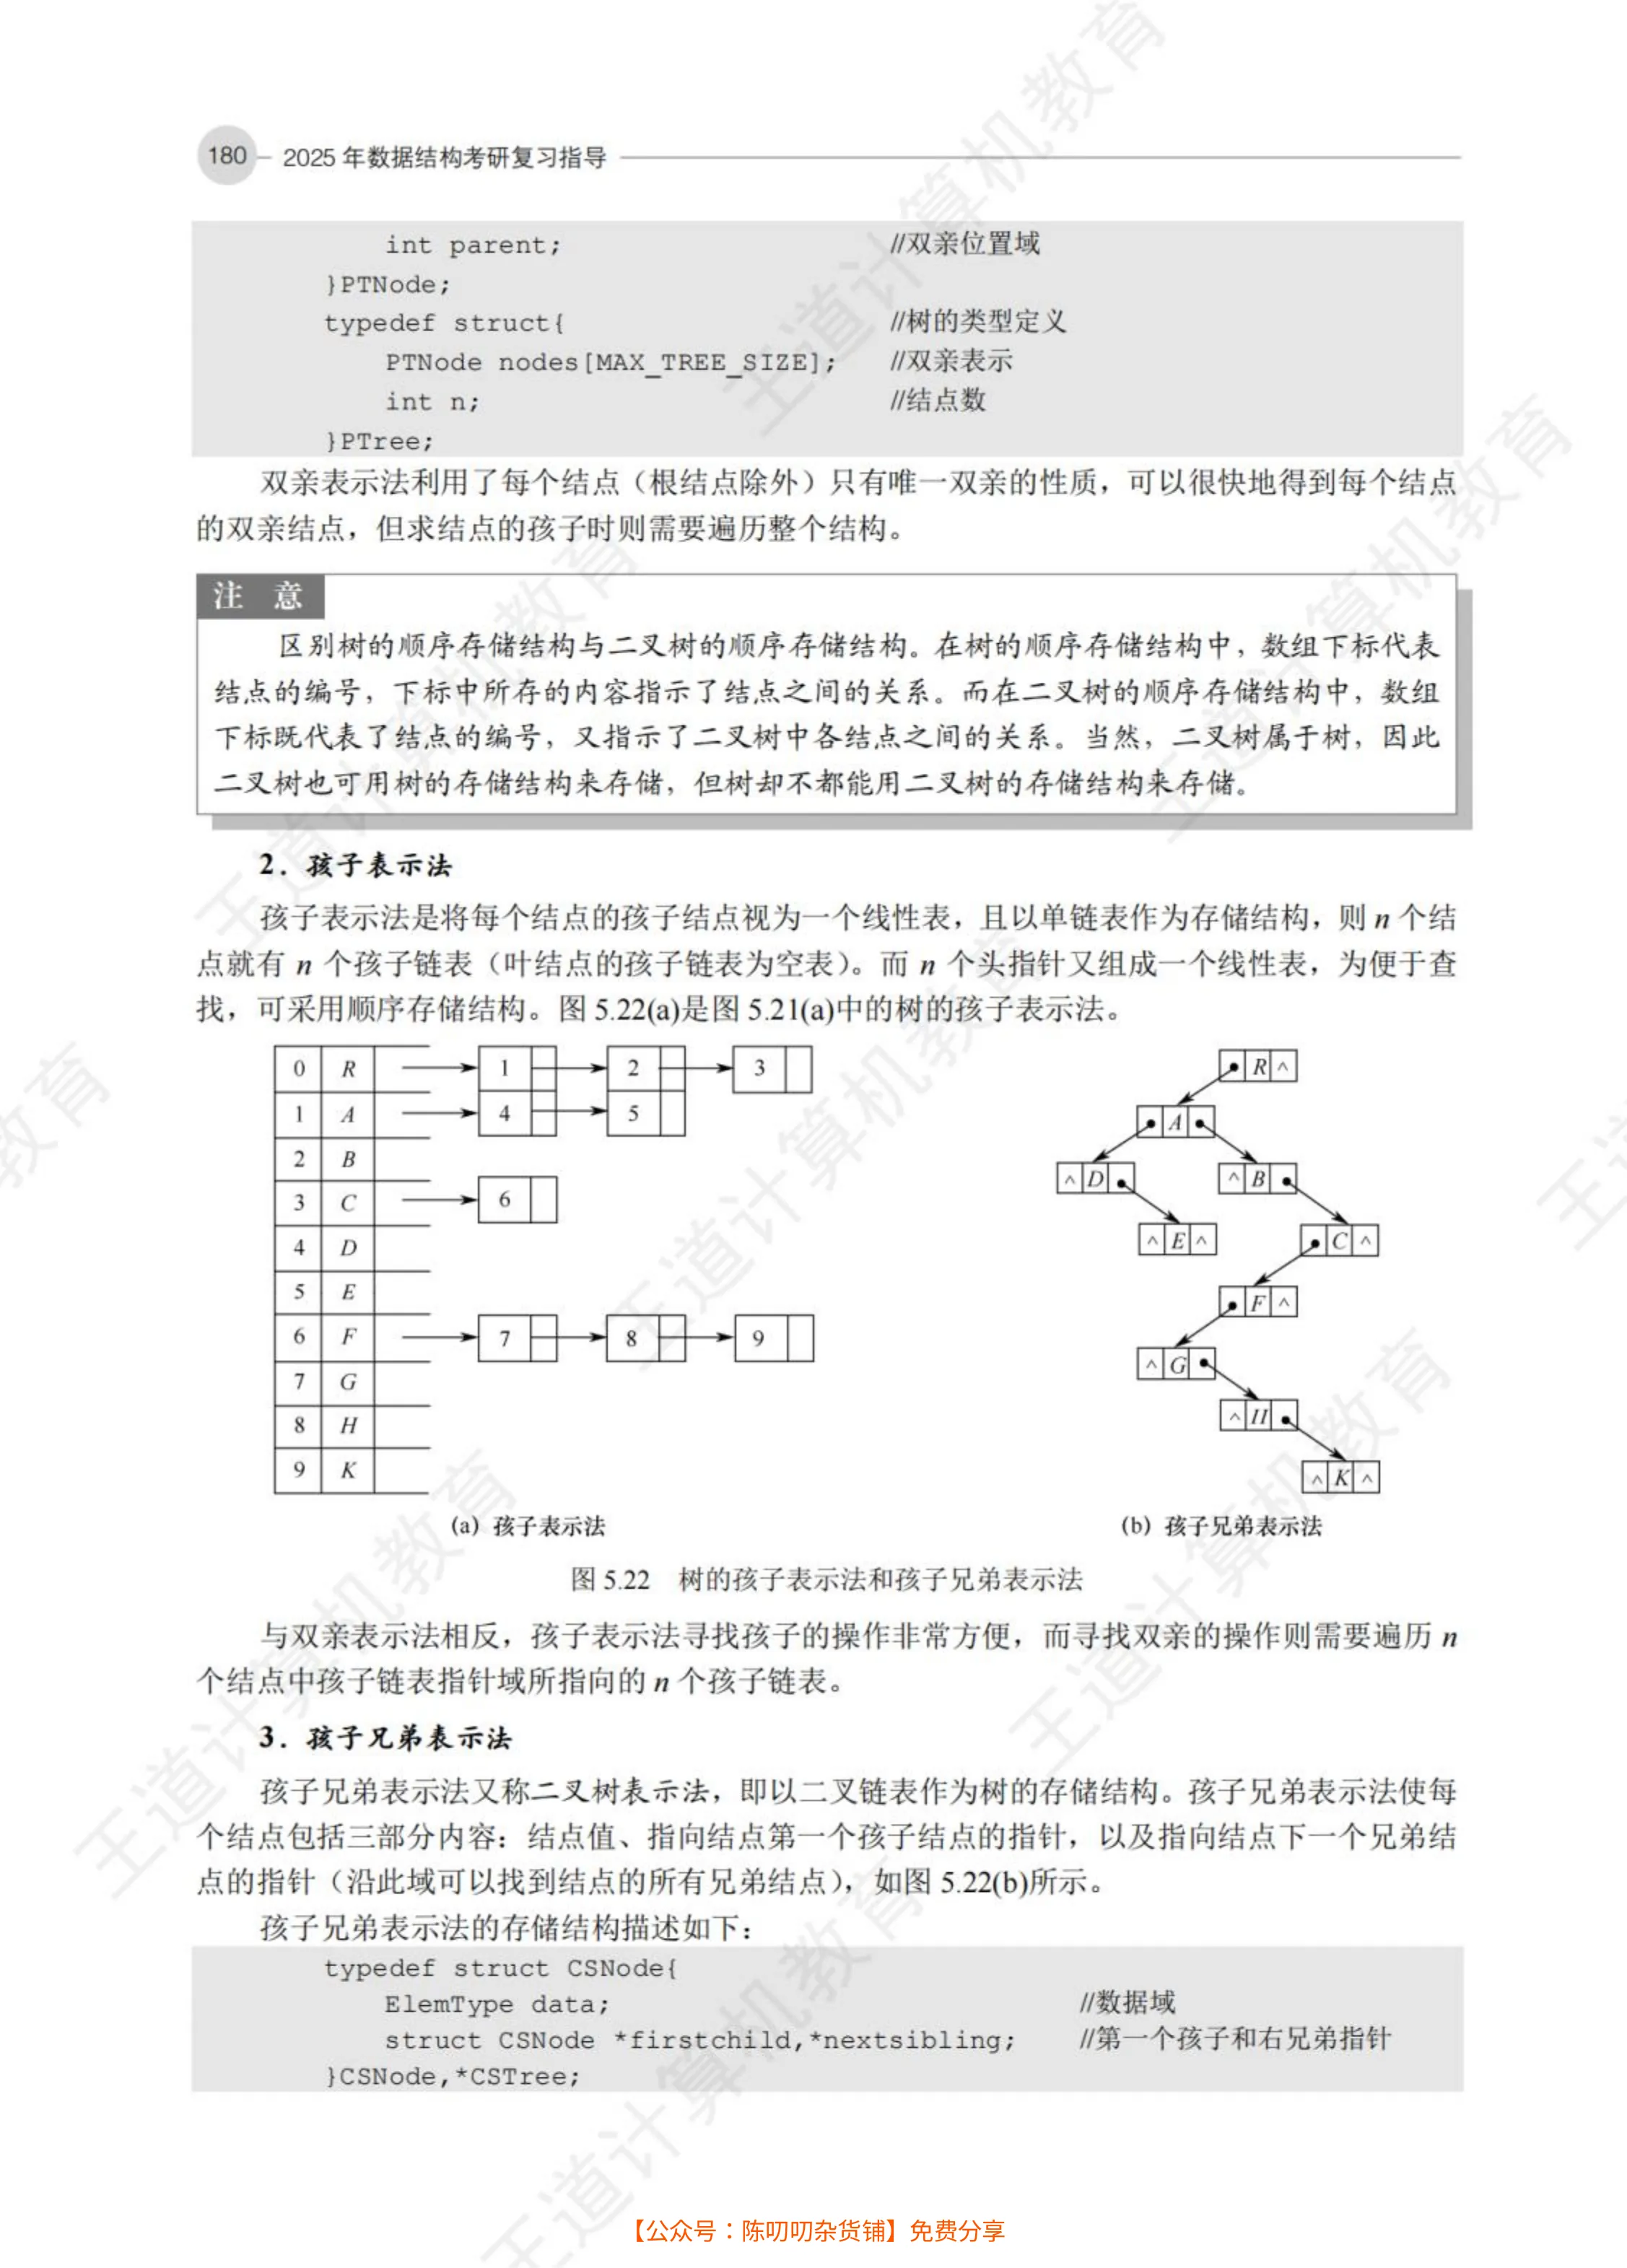 180 2025 年数据结构考研复习指导
int parent; //双亲位置域
}PTNode;
typedef struct{ //树的类型定义
PTNode nodes[MAX_TREE_SIZE]; //双亲表示
int n; //结点数
}PTree;
双亲表示法利用了每个结点（根结点除外）只有唯一双亲的性质，可以很快地得到每个结点
的双亲结点，但求结点的孩子时则需要遍历整个结构。
注 意
区别树的顺序存储结构与二叉树的顺序存储结构。在树的顺序存储结构中，数组下标代表
结点的编号，下标中所存的内容指示了结点之间的关系。而在二叉树的顺序存储结构中，数组
下标既代表了结点的编号，又指示了二叉树中各结点之间的关系。当然，二叉树属于树，因此
二叉树也可用树的存储结构来存储，但树却不都能用二叉树的存储结构来存储。
2．孩子表示法
孩子表示法是将每个结点的孩子结点视为一个线性表，且以单链表作为存储结构，则 n 个结
点就有 n 个孩子链表（叶结点的孩子链表为空表）。而 n 个头指针又组成一个线性表，为便于查
找，可采用顺序存储结构。图 5.22(a)是图 5.21(a)中的树的孩子表示法。
0 R 1 2 3
1 A 4 5
2 B
3 C 6
4 D
5 E
6 F 7 8 9
7 G
8 H
9 K
R ∧
A
∧ D
∧ B
∧ E ∧
C ∧
F ∧
∧ G
∧ H
∧ K ∧
(a) 孩子表示法
(b) 孩子兄弟表示法
图 5.22 树的孩子表示法和孩子兄弟表示法
与双亲表示法相反，孩子表示法寻找孩子的操作非常方便，而寻找双亲的操作则需要遍历 n
个结点中孩子链表指针域所指向的 n 个孩子链表。
3．孩子兄弟表示法
孩子兄弟表示法又称二叉树表示法，即以二叉链表作为树的存储结构。孩子兄弟表示法使每
个结点包括三部分内容：结点值、指向结点第一个孩子结点的指针，以及指向结点下一个兄弟结
点的指针（沿此域可以找到结点的所有兄弟结点），如图 5.22(b)所示。
孩子兄弟表示法的存储结构描述如下：
typedef struct CSNode{
ElemType data; //数据域
struct CSNode *firstchild,*nextsibling; //第一个孩子和右兄弟指针
}CSNode,*CSTree;
【公众号：陈叨叨杂货铺】免费分享
王道计算机教育